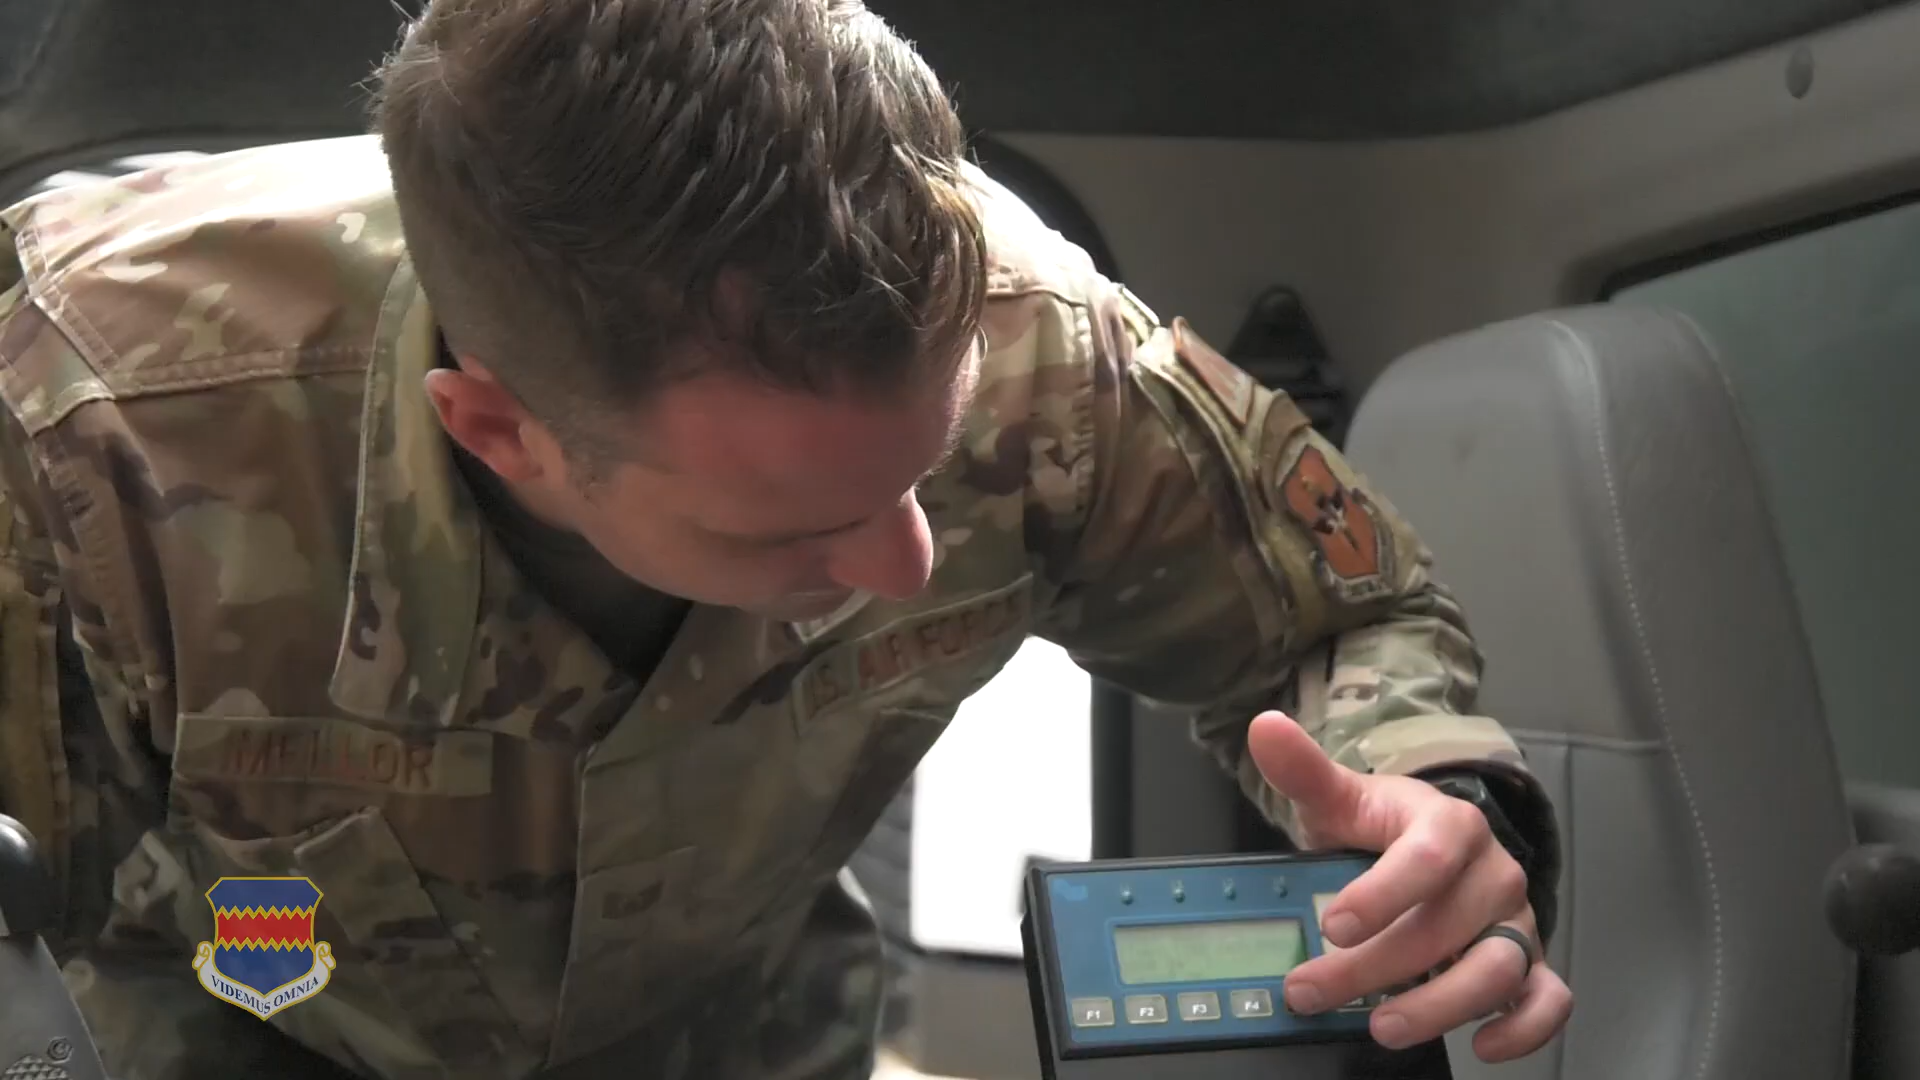 U.S. AIR FORCE
MELLOR
F1 F2 F3 F4
VIDEMUS OMNIA